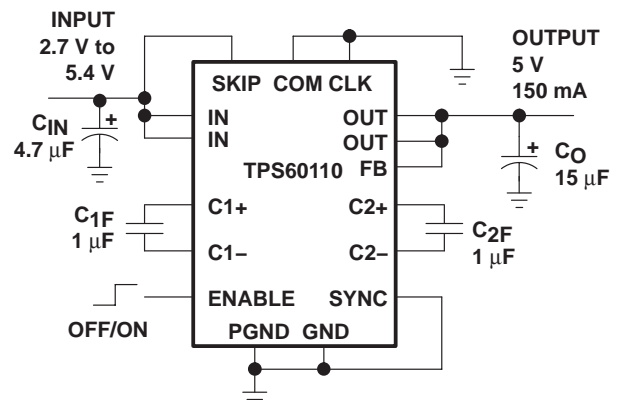 INPUT
2.7 V to
5.4 V
OUTPUT
5 V
150 mA
SKIP COM CLK
IN
IN
OUT
OUT
TPS60110 FB
CIN
4.7 μF
+
+
CO
15 μF
C1F
1 μF
C1+
C1–
C2+
C2–
C2F
1 μF
ENABLE SYNC
OFF/ON
PGND GND